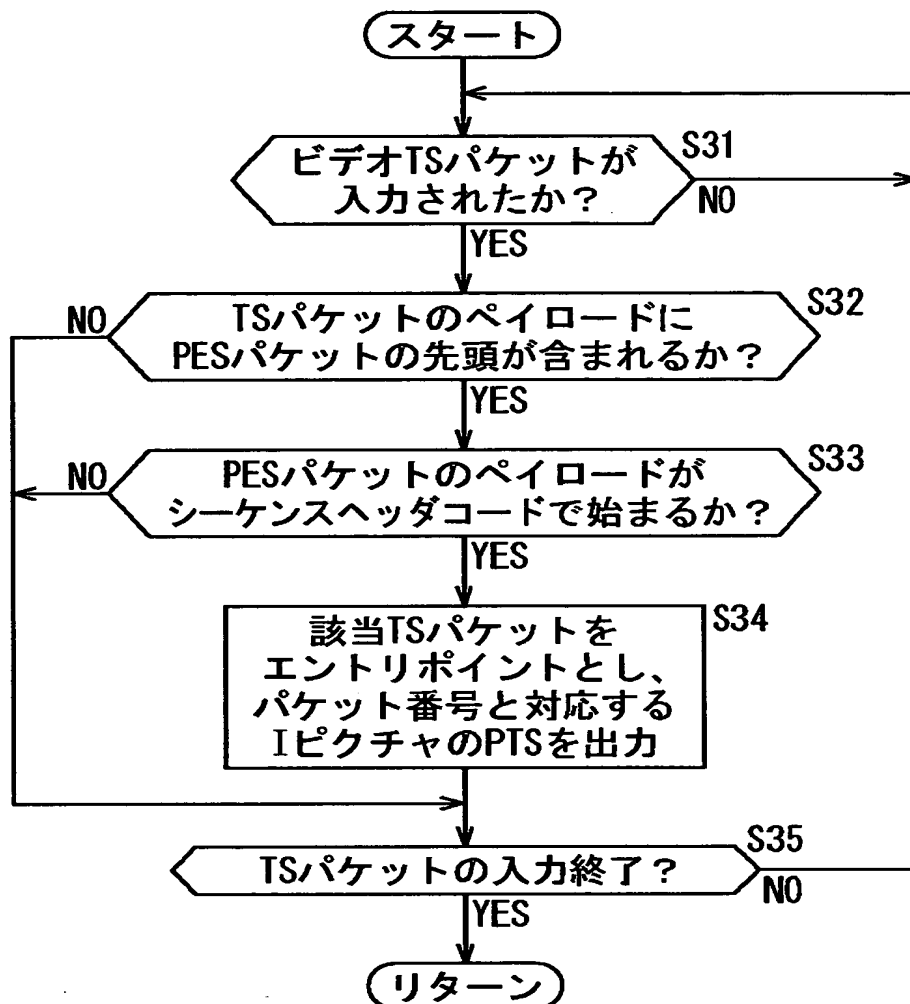 スタート
ビデオTSパケットが
入力されたか？
S31
NO
YES
TSパケットのペイロードに
PESパケットの先頭が含まれるか？
S32
NO
YES
PESパケットのペイロードが
シーケンスヘッダコードで始まるか？
S33
NO
YES
該当TSパケットを
エントリポイントとし、
パケット番号と対応する
IピクチャのPTSを出力
S34
TSパケットの入力終了？
S35
NO
YES
リターン